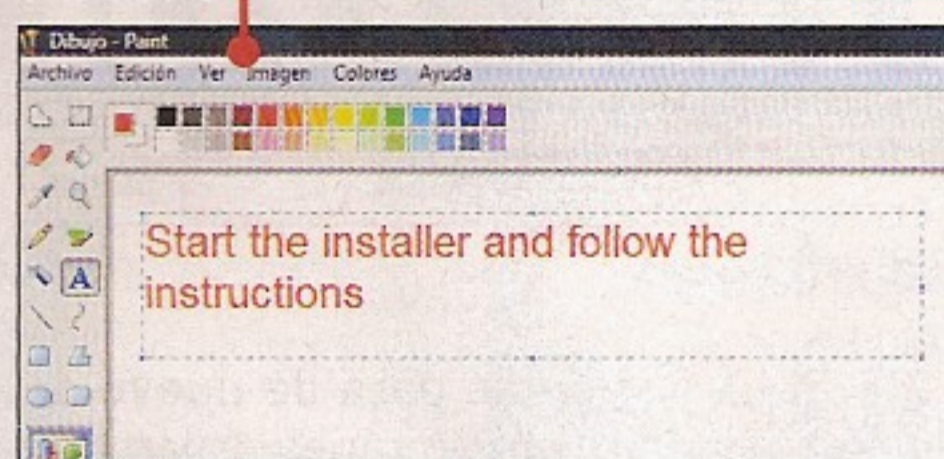 Dibujo - Paint
Archivo Edición Ver Imagen Colores Ayuda
A
Start the installer and follow the
instructions